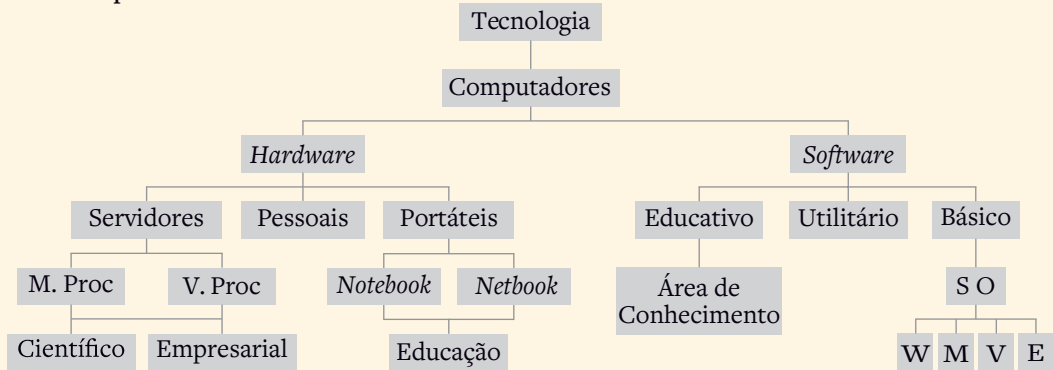 Tecnologia
Computadores
Hardware Software
Servidores Pessoais Portáteis Educativo Utilitário Básico
M. Proc V. Proc Notebook Netbook Área de Conhecimento S O
Científico Empresarial Educação W M V E